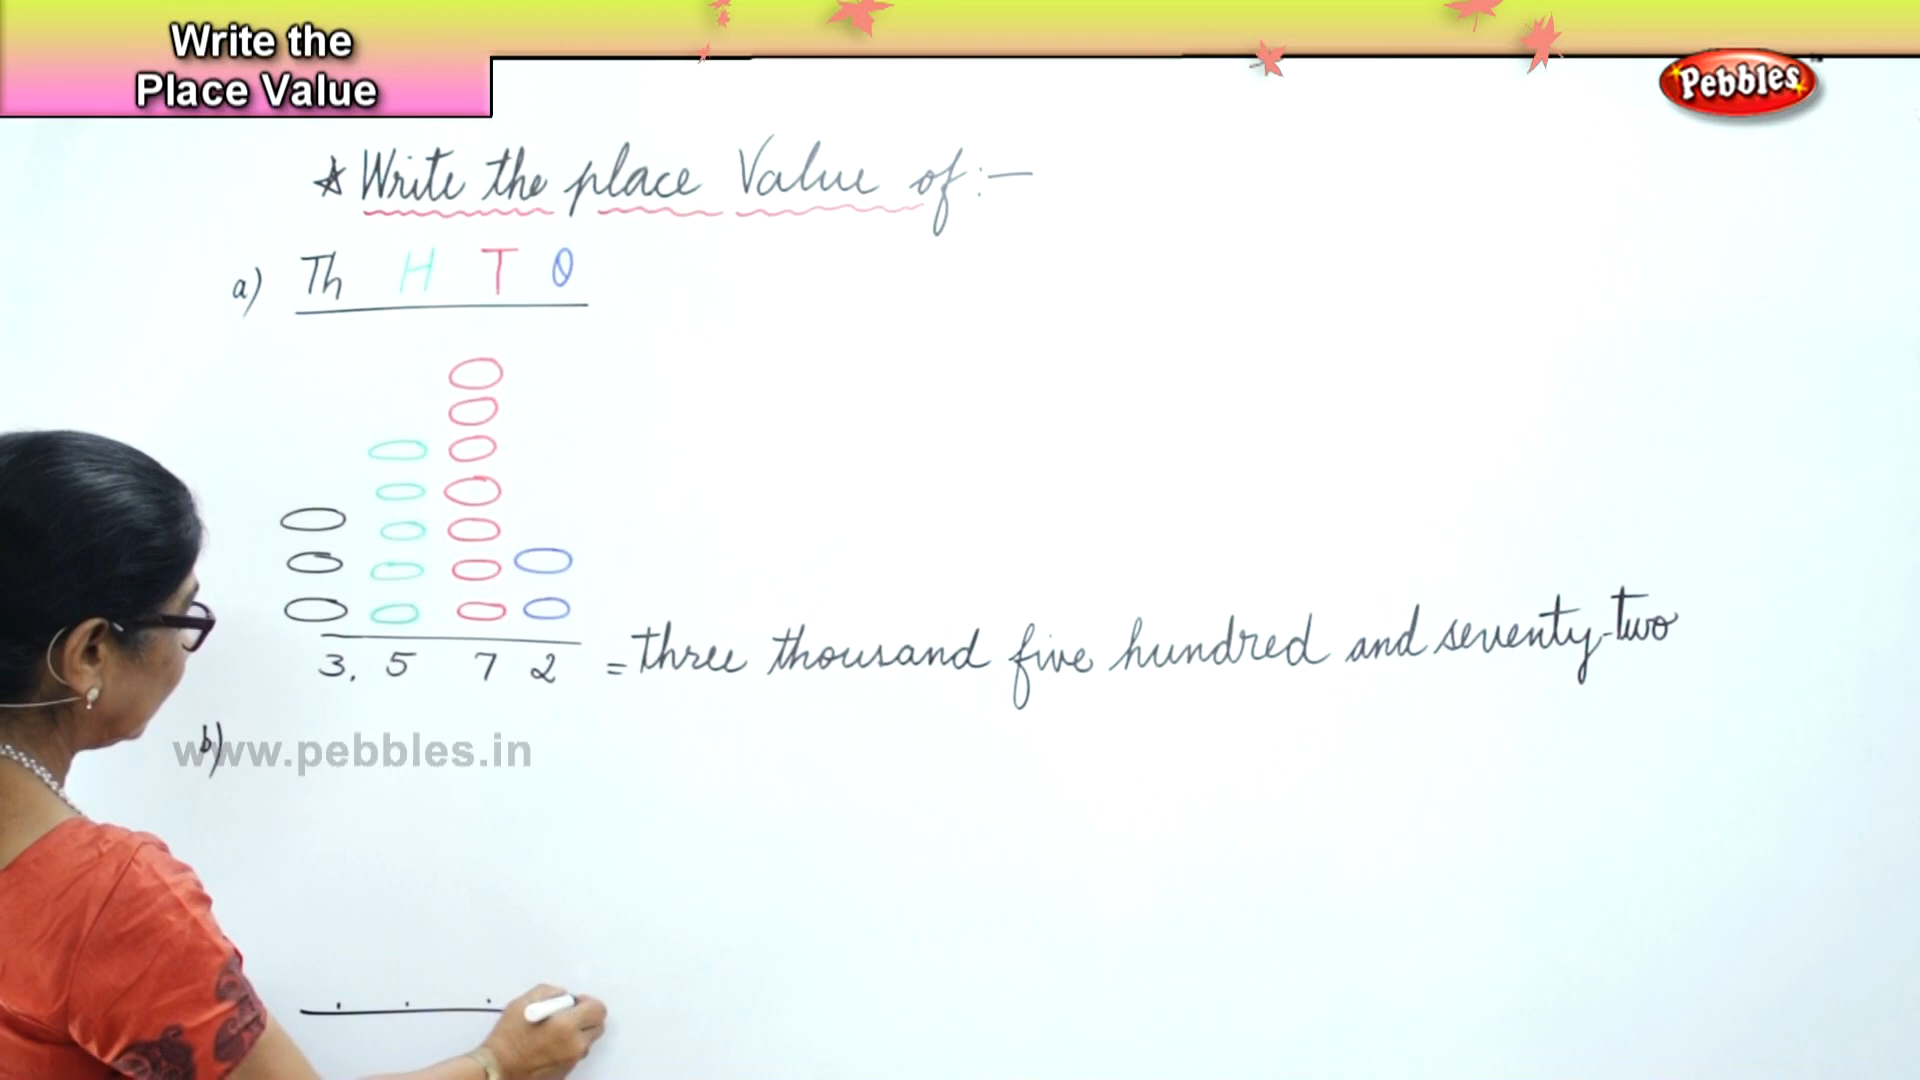 Write the
Place Value
Pebbles
☆ Write the place Value of:—
a) Th H T O
3, 5 7 2 = three thousand five hundred and seventy-two
b)
www.pebbles.in